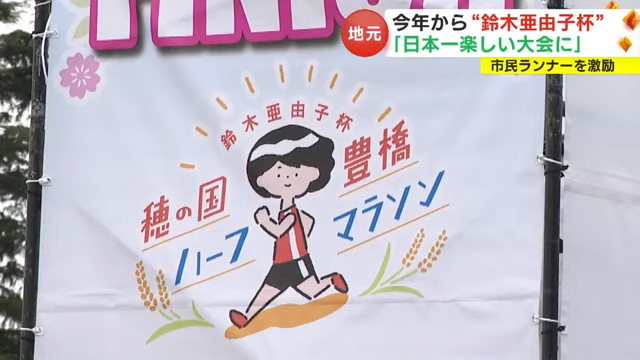 地元
今年から“鈴木亜由子杯”
「日本一楽しい大会に」
市民ランナーを激励
鈴木亜由子杯
穂の国
豊橋
ハーフ
マラソン